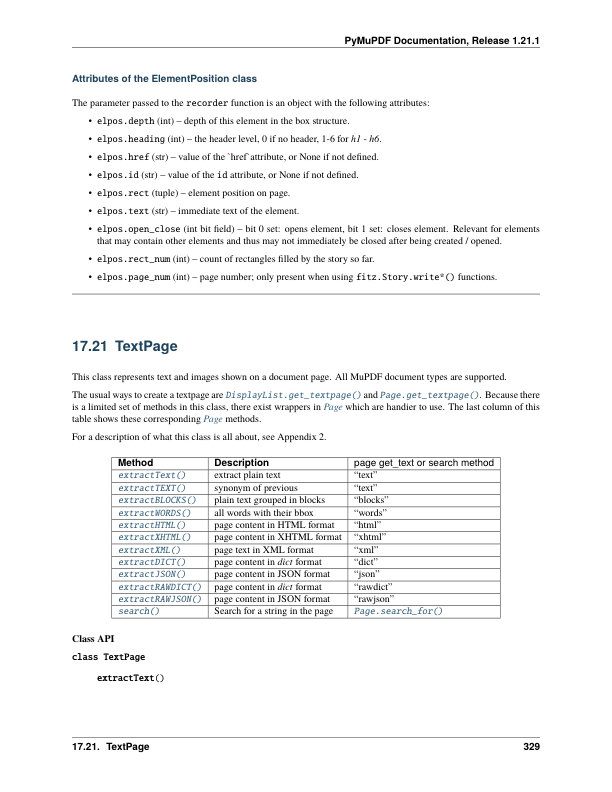 PyMuPDF Documentation, Release 1.21.1
Attributes of the ElementPosition class
The parameter passed to the recorder function is an object with the following attributes:
• elpos.depth (int) – depth of this element in the box structure.
• elpos.heading (int) – the header level, 0 if no header, 1-6 for h1 - h6.
• elpos.href (str) – value of the `href`attribute, or None if not defined.
• elpos.id (str) – value of the id attribute, or None if not defined.
• elpos.rect (tuple) – element position on page.
• elpos.text (str) – immediate text of the element.
• elpos.open_close (int bit field) – bit 0 set: opens element, bit 1 set: closes element. Relevant for elements
that may contain other elements and thus may not immediately be closed after being created / opened.
• elpos.rect_num (int) – count of rectangles filled by the story so far.
• elpos.page_num (int) – page number; only present when using fitz.Story.write*() functions.
17.21 TextPage
This class represents text and images shown on a document page. All MuPDF document types are supported.
The usual ways to create a textpage are DisplayList.get_textpage() and Page.get_textpage(). Because there
is a limited set of methods in this class, there exist wrappers in Page which are handier to use. The last column of this
table shows these corresponding Page methods.
For a description of what this class is all about, see Appendix 2.
Method Description page get_text or search method
extractText() extract plain text “text”
extractTEXT() synonym of previous “text”
extractBLOCKS() plain text grouped in blocks “blocks”
extractWORDS() all words with their bbox “words”
extractHTML() page content in HTML format “html”
extractXHTML() page content in XHTML format “xhtml”
extractXML() page text in XML format “xml”
extractDICT() page content in dict format “dict”
extractJSON() page content in JSON format “json”
extractRAWDICT() page content in dict format “rawdict”
extractRAWJSON() page content in JSON format “rawjson”
search() Search for a string in the page Page.search_for()
Class API
class TextPage
extractText()
17.21. TextPage 329